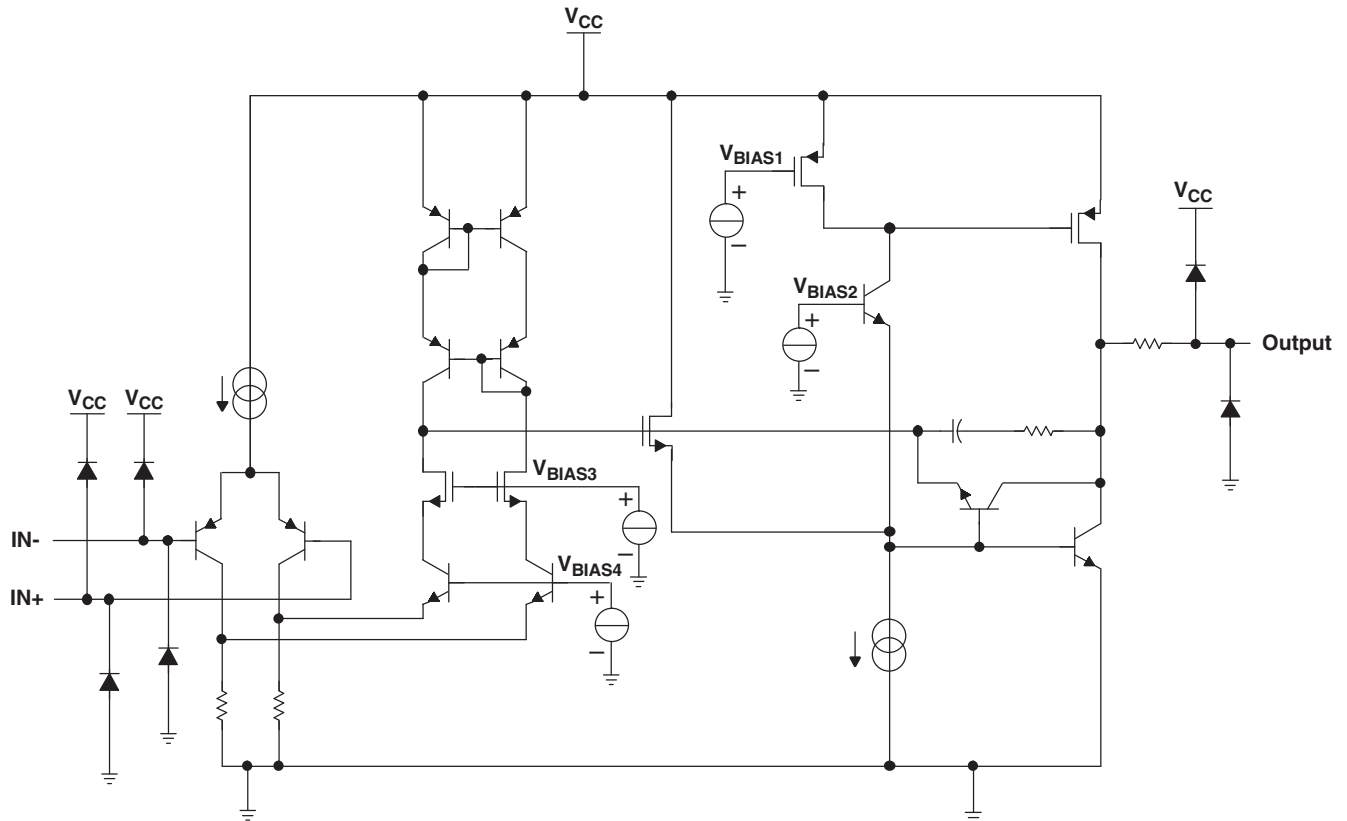 VCC
VBIAS1
+
−
VCC
VBIAS2
+
−
Output
VCC
VCC
VBIAS3
+
−
IN-
IN+
VBIAS4
+
−